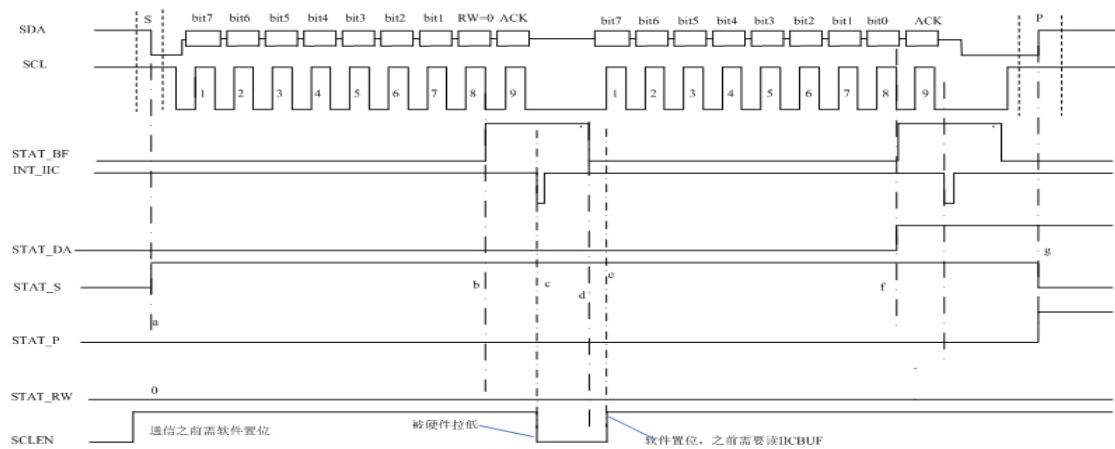 S bit7 bit6 bit5 bit4 bit3 bit2 bit1 RW=0 ACK bit7 bit6 bit5 bit4 bit3 bit2 bit1 bit0 ACK P
SDA
SCL
1 2 3 4 5 6 7 8 9 1 2 3 4 5 6 7 8 9
STAT_BF
INT_IIC
STAT_DA
g
e
STAT_S b c d f
a
STAT_P
0
STAT_RW
通信之前需软件置位 被硬件拉低
SCLEN 软件置位，之前需要读IICBUF